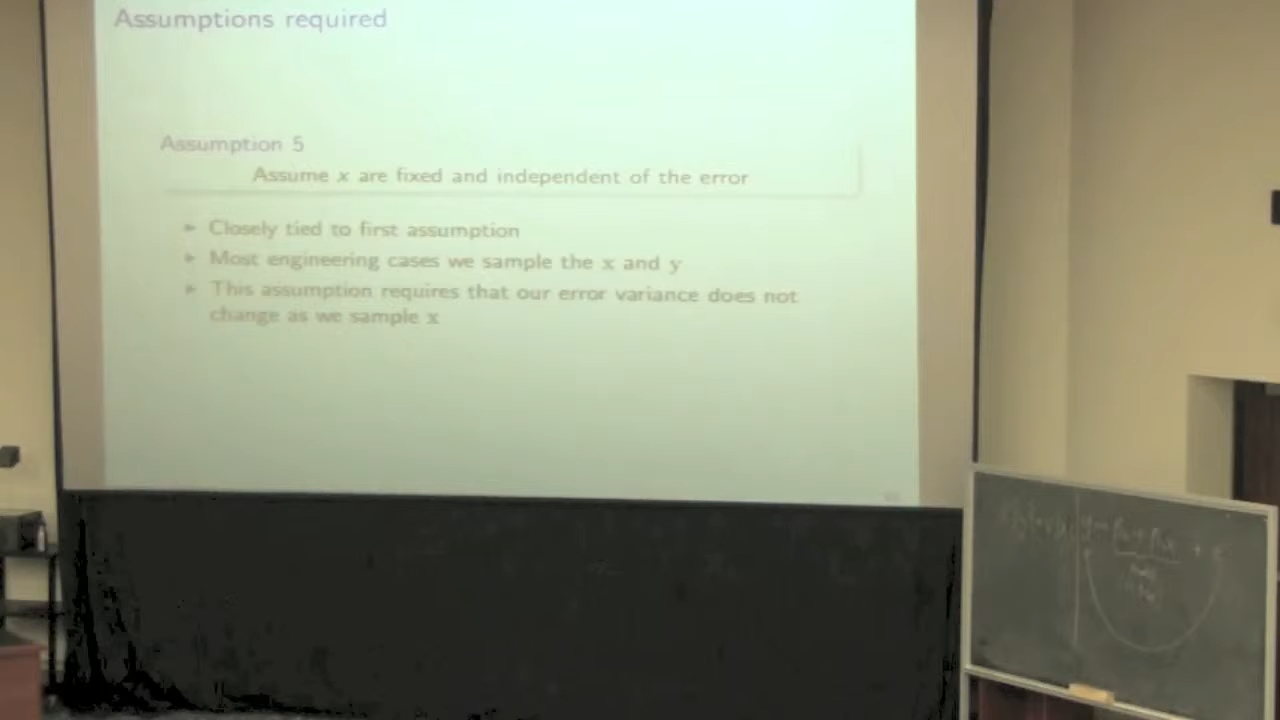 Assumptions required
Assumption 5
Assume x are fixed and independent of the error
Closely tied to first assumption
Most engineering cases we sample the x and y
This assumption requires that our error variance does not
change as we sample x